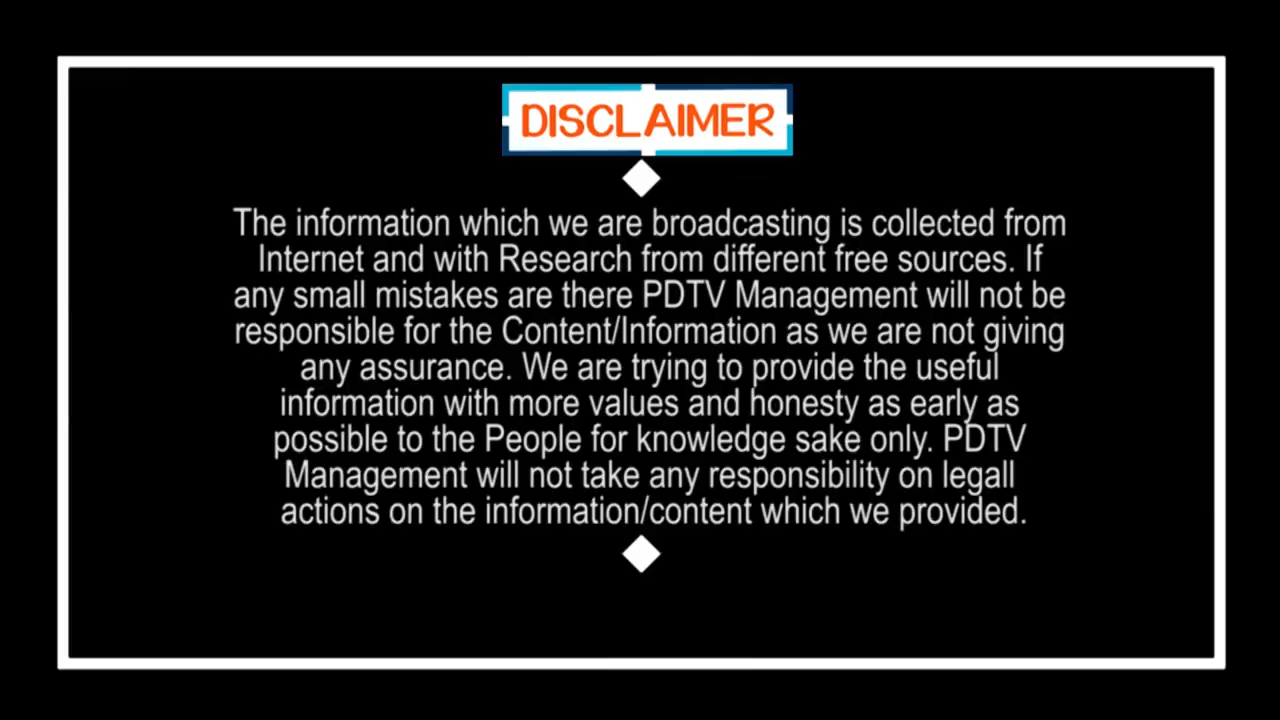 DISCLAIMER
The information which we are broadcasting is collected from
Internet and with Research from different free sources. If
any small mistakes are there PDTV Management will not be
responsible for the Content/Information as we are not giving
any assurance. We are trying to provide the useful
information with more values and honesty as early as
possible to the People for knowledge sake only. PDTV
Management will not take any responsibility on legall
actions on the information/content which we provided.